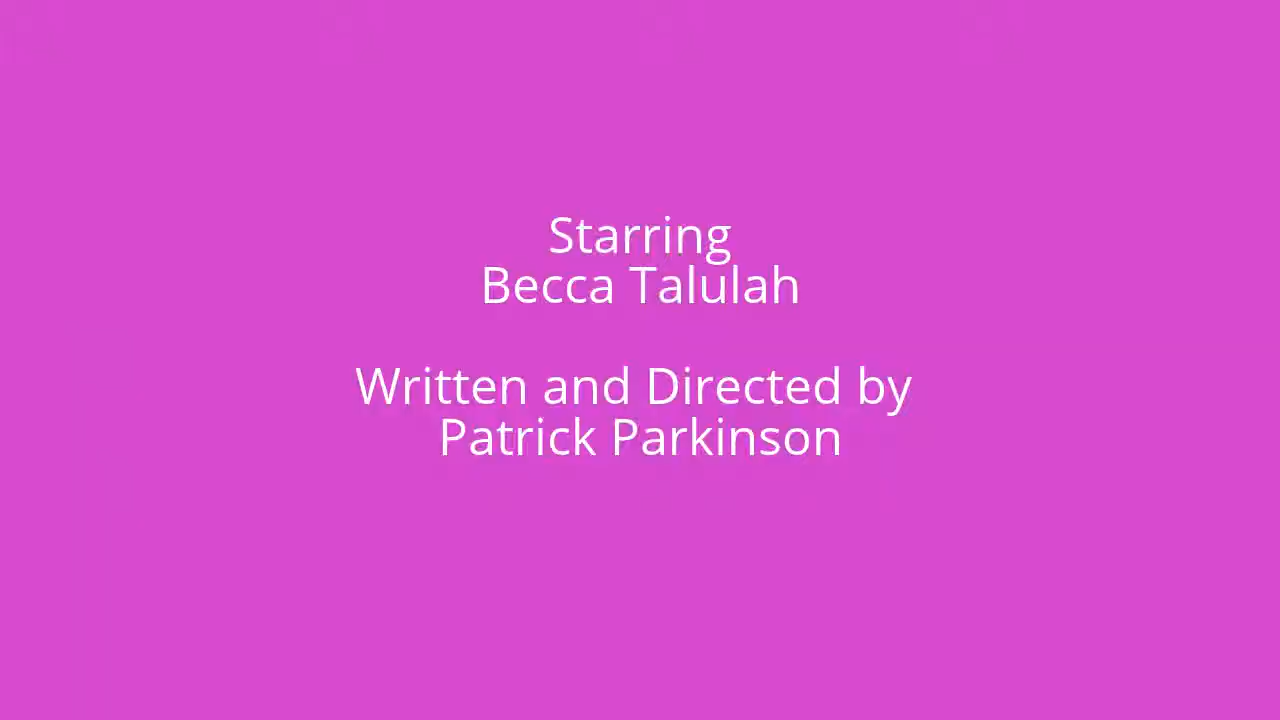 Starring
Becca Talulah
Written and Directed by
Patrick Parkinson